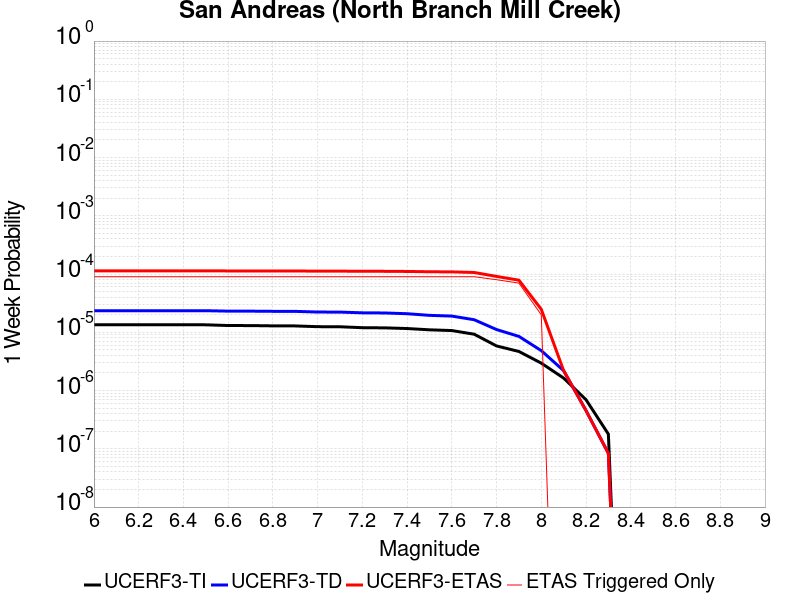 San Andreas (North Branch Mill Creek)
10^0
10^-1
10^-2
10^-3
10^-4
10^-5
10^-6
10^-7
10^-8
1 Week Probability
6 6.2 6.4 6.6 6.8 7 7.2 7.4 7.6 7.8 8 8.2 8.4 8.6 8.8 9
Magnitude
UCERF3-TI UCERF3-TD UCERF3-ETAS ETAS Triggered Only